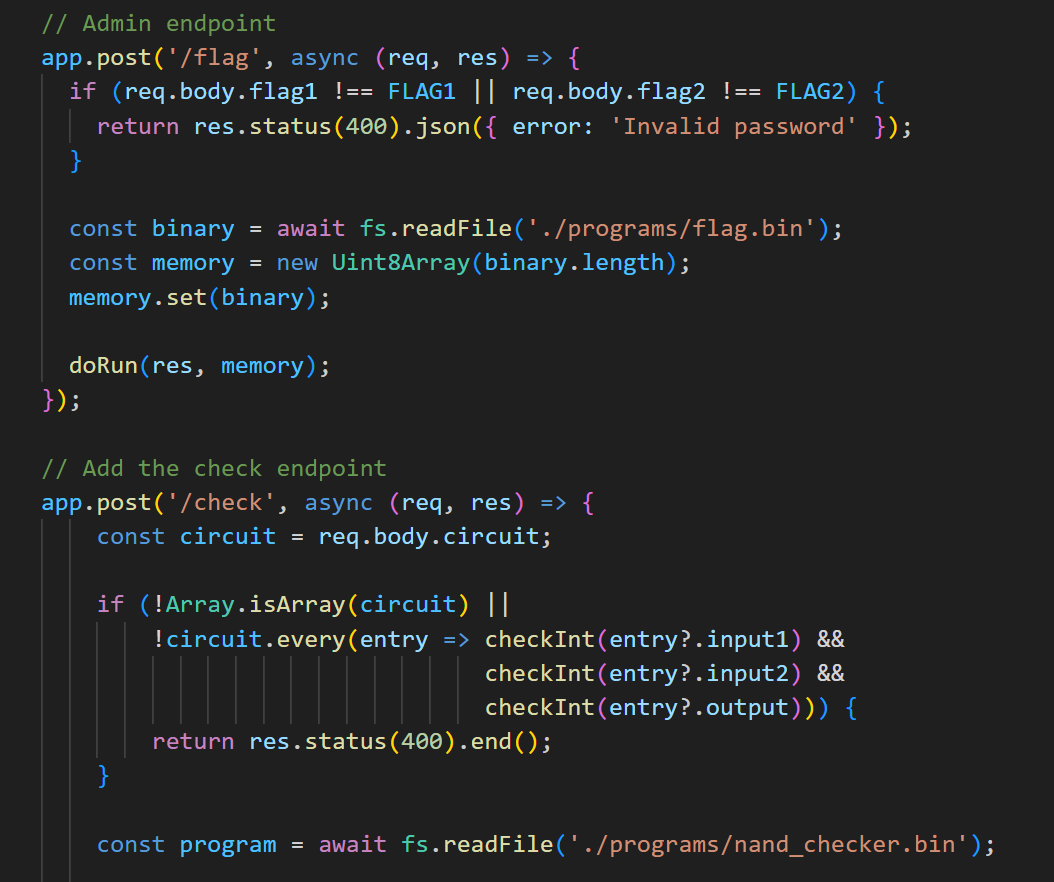 // Admin endpoint
app.post('/flag', async (req, res) => {
if (req.body.flag1 !== FLAG1 || req.body.flag2 !== FLAG2) {
return res.status(400).json({ error: 'Invalid password' });
}
const binary = await fs.readFile('./programs/flag.bin');
const memory = new Uint8Array(binary.length);
memory.set(binary);
doRun(res, memory);
});
// Add the check endpoint
app.post('/check', async (req, res) => {
const circuit = req.body.circuit;
if (!Array.isArray(circuit) ||
!circuit.every(entry => checkInt(entry?.input1) &&
checkInt(entry?.input2) &&
checkInt(entry?.output))) {
return res.status(400).end();
}
const program = await fs.readFile('./programs/nand_checker.bin');